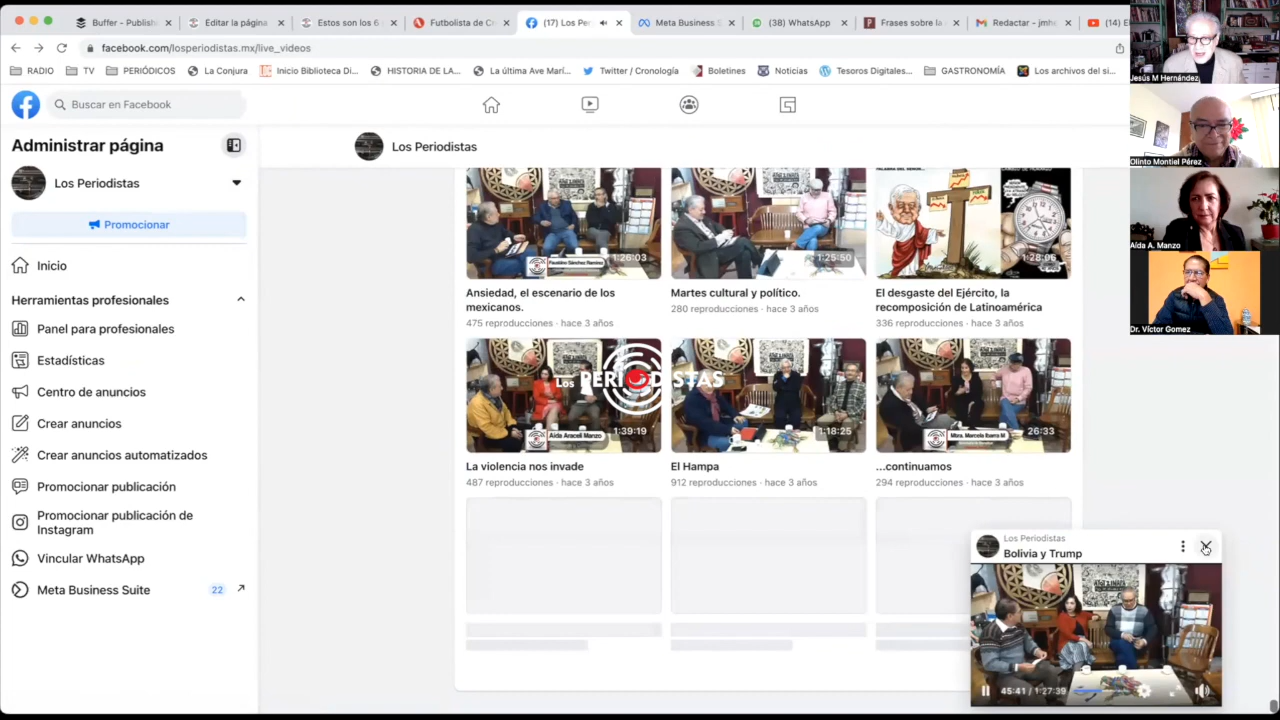 Buffer - Publish
Editar la página
Estos son los 6
Futbolista de C
(17) Los Pe
Meta Business S
(38) WhatsApp
Frases sobre la
Redactar - jmhe
(14) E
facebook.com/losperiodistas.mx/live_videos
RADIO
TV
PERIÓDICOS
La Conjura
Inicio Biblioteca Di...
HISTORIA DE LA...
La última Ave Marí...
Twitter / Cronología
Boletines
Noticias
Tesoros Digitales...
GASTRONOMÍA
Los archivos del si...
Buscar en Facebook
Administrar página
Los Periodistas
Promocionar
Inicio
Herramientas profesionales
Panel para profesionales
Estadísticas
Centro de anuncios
Crear anuncios
Crear anuncios automatizados
Promocionar publicación
Promocionar publicación de
Instagram
Vincular WhatsApp
Meta Business Suite
22
Los Periodistas
Faustino Sánchez Ramírez
1:26:03
1:25:50
1:28:06
Ansiedad, el escenario de los
mexicanos.
475 reproducciones · hace 3 años
Martes cultural y político.
280 reproducciones · hace 3 años
El desgaste del Ejército, la
recomposición de Latinoamérica
336 reproducciones · hace 3 años
Los PERIODISTAS
Aída Araceli Manzo
1:39:19
1:18:25
Mtra. Marcela Ibarra M
26:33
La violencia nos invade
487 reproducciones · hace 3 años
El Hampa
912 reproducciones · hace 3 años
...continuamos
294 reproducciones · hace 3 años
Los Periodistas
Bolivia y Trump
45:41 / 1:27:39
Jesús M Hernández
Olinto Montiel Pérez
Aída A. Manzo
Dr. Víctor Gomez